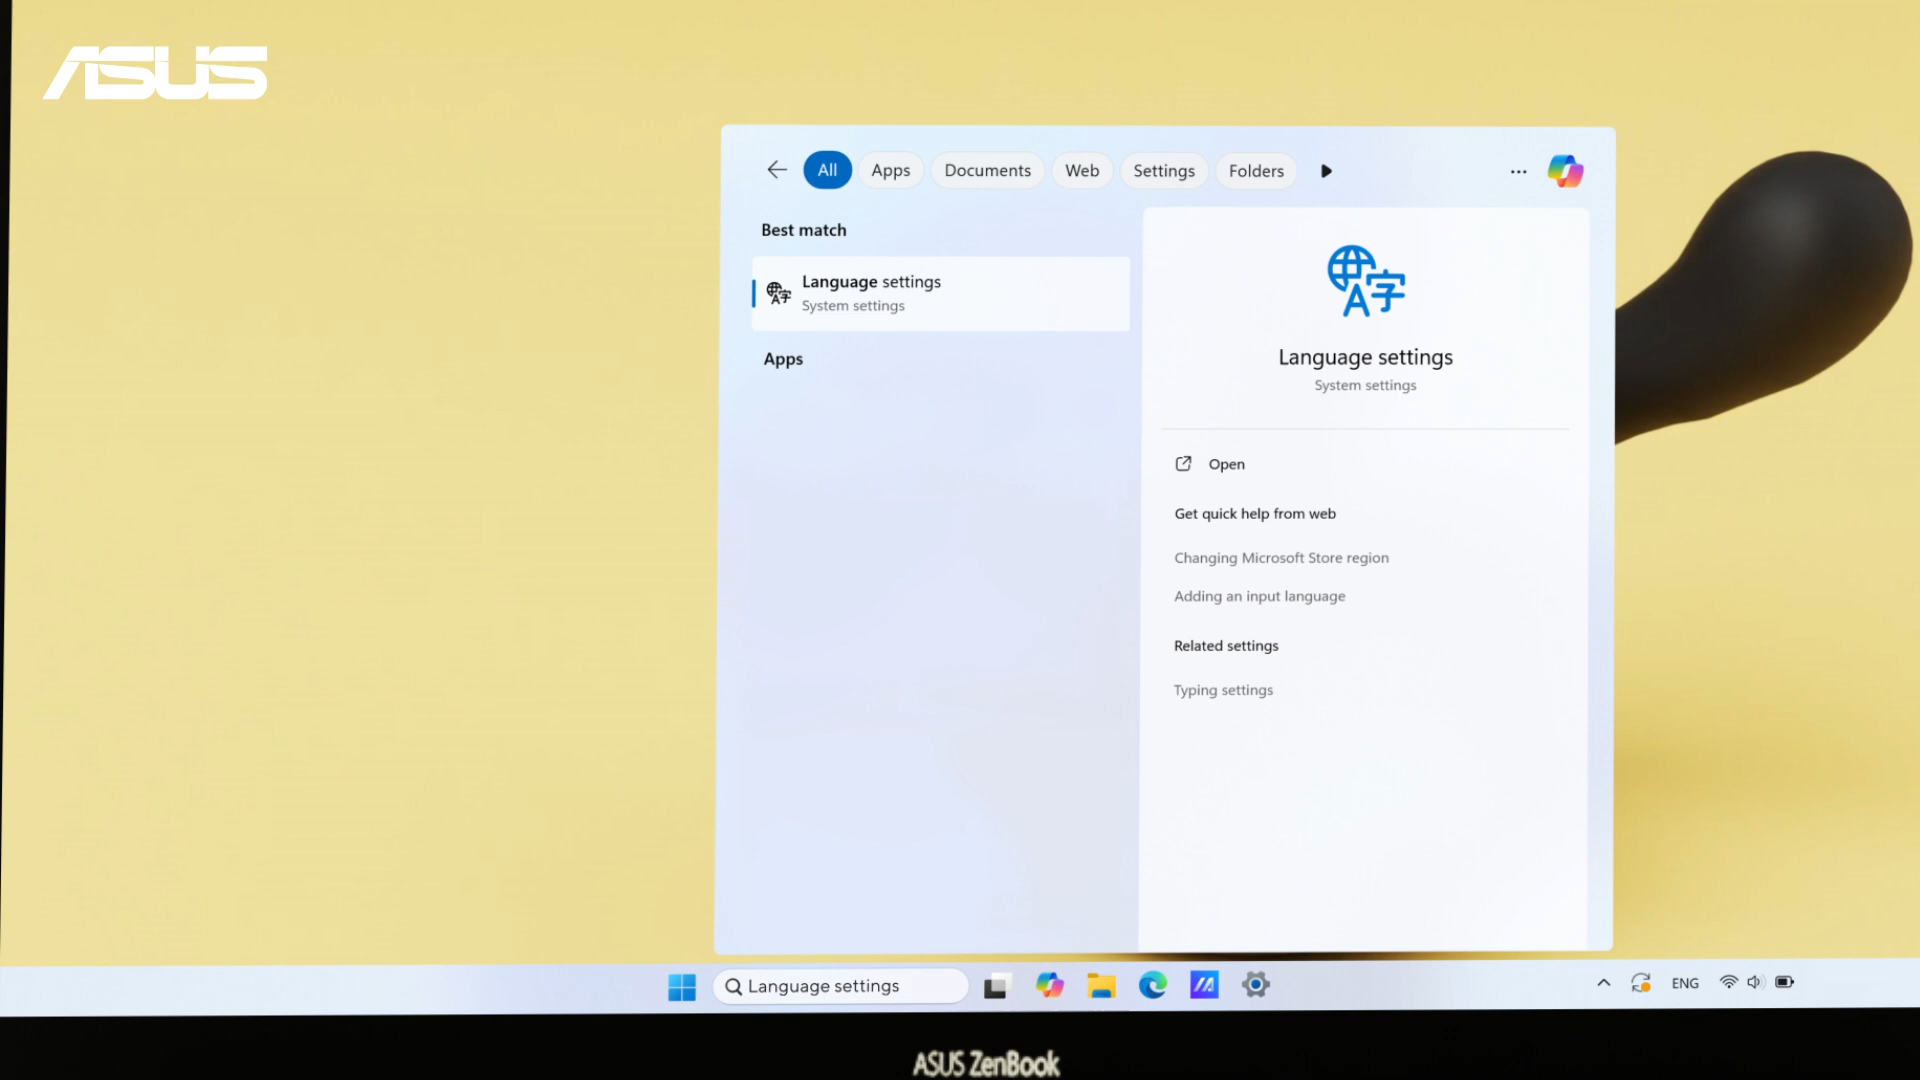 ASUS
All
Apps
Documents
Web
Settings
Folders
Best match
Language settings
System settings
Apps
Language settings
System settings
Open
Get quick help from web
Changing Microsoft Store region
Adding an input language
Related settings
Typing settings
Language settings
ENG
ASUS ZenBook